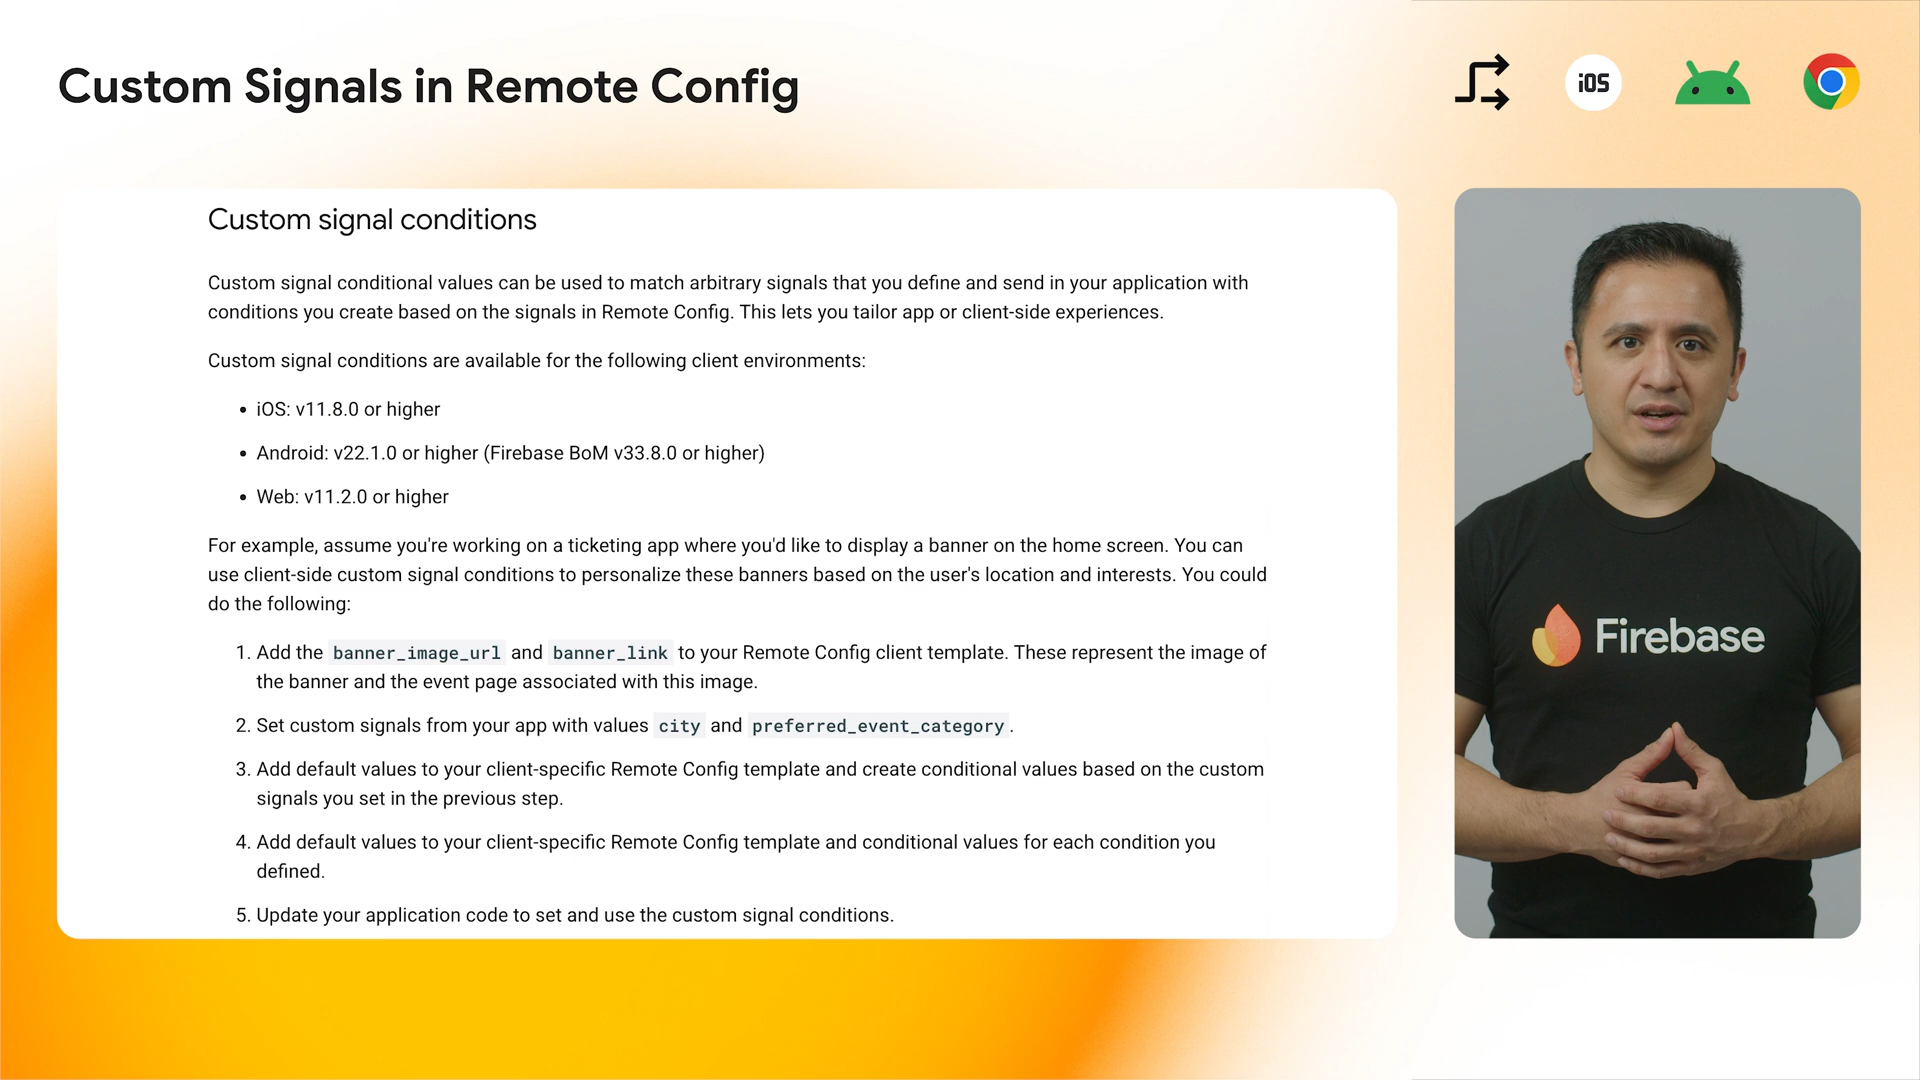 Custom Signals in Remote Config
iOS
Custom signal conditions
Custom signal conditional values can be used to match arbitrary signals that you define and send in your application with
conditions you create based on the signals in Remote Config. This lets you tailor app or client-side experiences.
Custom signal conditions are available for the following client environments:
• iOS: v11.8.0 or higher
• Android: v22.1.0 or higher (Firebase BoM v33.8.0 or higher)
• Web: v11.2.0 or higher
For example, assume you're working on a ticketing app where you'd like to display a banner on the home screen. You can
use client-side custom signal conditions to personalize these banners based on the user's location and interests. You could
do the following:
1. Add the banner_image_url and banner_link to your Remote Config client template. These represent the image of
the banner and the event page associated with this image.
2. Set custom signals from your app with values city and preferred_event_category.
3. Add default values to your client-specific Remote Config template and create conditional values based on the custom
signals you set in the previous step.
4. Add default values to your client-specific Remote Config template and conditional values for each condition you
defined.
5. Update your application code to set and use the custom signal conditions.
Firebase